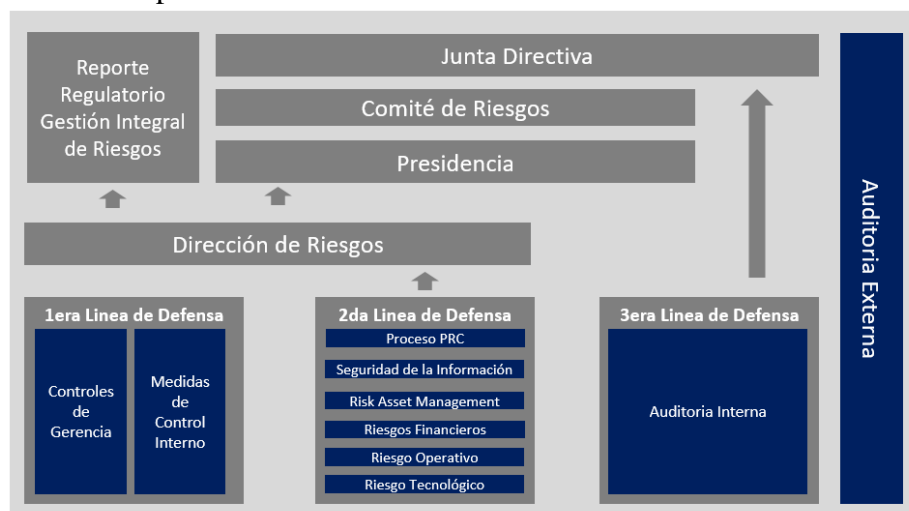 Reporte
Regulatorio
Gestión Integral
de Riesgos
Junta Directiva
Comité de Riesgos
Presidencia
Dirección de Riesgos
1era Linea de Defensa
Controles
de
Gerencia
Medidas
de
Control
Interno
2da Linea de Defensa
Proceso PRC
Seguridad de la Información
Risk Asset Management
Riesgos Financieros
Riesgo Operativo
Riesgo Tecnológico
3era Linea de Defensa
Auditoria Interna
Auditoria Externa